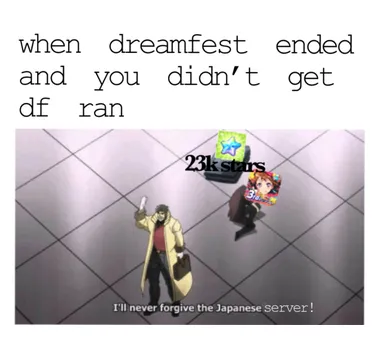 when dreamfest ended
and you didn't get
df ran
23k stars
I'll never forgive the Japanese server!